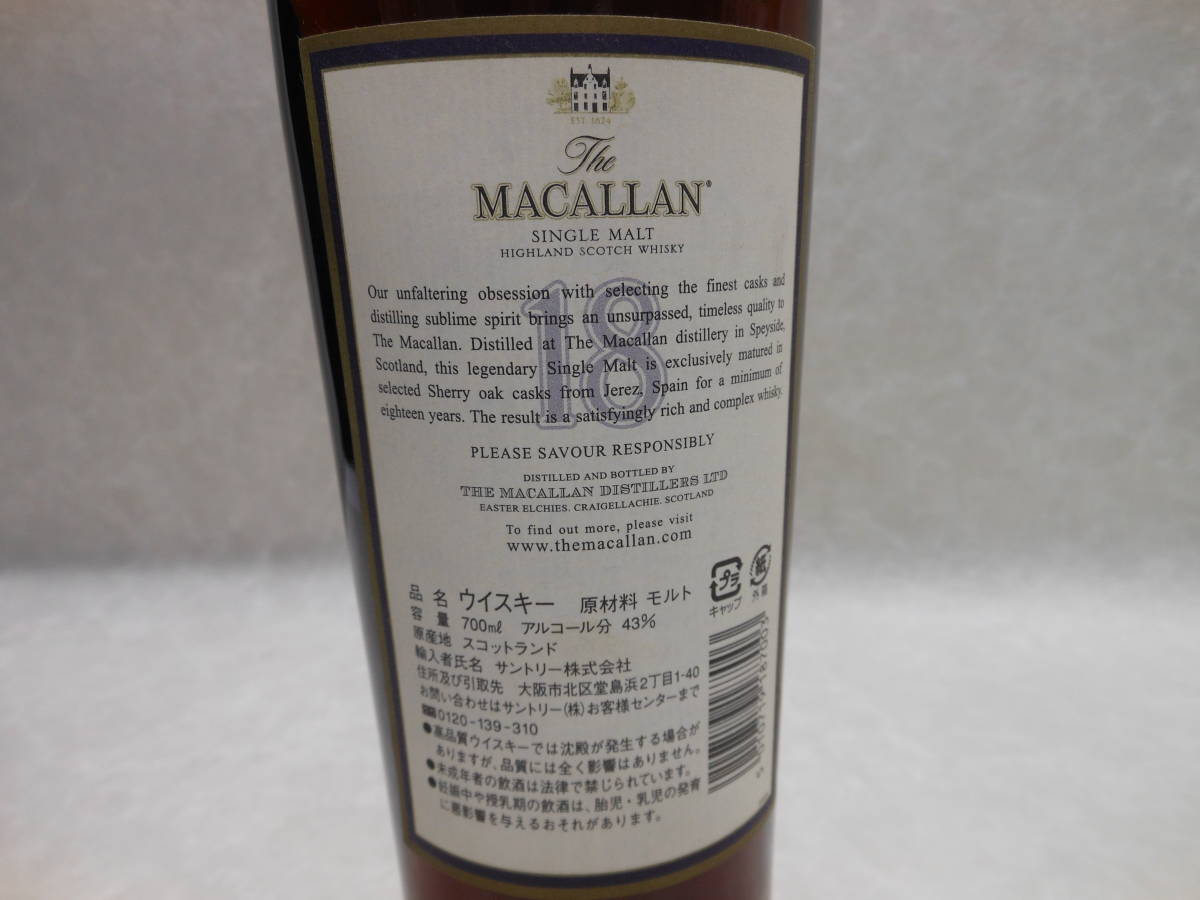 EST. 1824
The
MACALLAN®
SINGLE MALT
HIGHLAND SCOTCH WHISKY
18
Our unfaltering obsession with selecting the finest casks and
distilling sublime spirit brings an unsurpassed, timeless quality to
The Macallan. Distilled at The Macallan distillery in Speyside,
Scotland, this legendary Single Malt is exclusively matured in
selected Sherry oak casks from Jerez, Spain for a minimum of
eighteen years. The result is a satisfyingly rich and complex whisky.
PLEASE SAVOUR RESPONSIBLY
DISTILLED AND BOTTLED BY
THE MACALLAN DISTILLERS LTD
EASTER ELCHIES, CRAIGELLACHIE, SCOTLAND
To find out more, please visit
www.themacallan.com
品名 ウイスキー 原材料 モルト
容量 700ml アルコール分 43%
原産地 スコットランド
輸入者氏名 サントリー株式会社
住所及び引取先 大阪市北区堂島浜2丁目1-40
お問い合わせはサントリー(株)お客様センターまで
☎0120-139-310
●高品質ウイスキーでは沈殿が発生する場合が
ありますが、品質には全く影響はありません。
●未成年者の飲酒は法律で禁じられています。
●妊娠中や授乳期の飲酒は、胎児・乳児の発育
に悪影響を与えるおそれがあります。
プラ
キャップ
紙